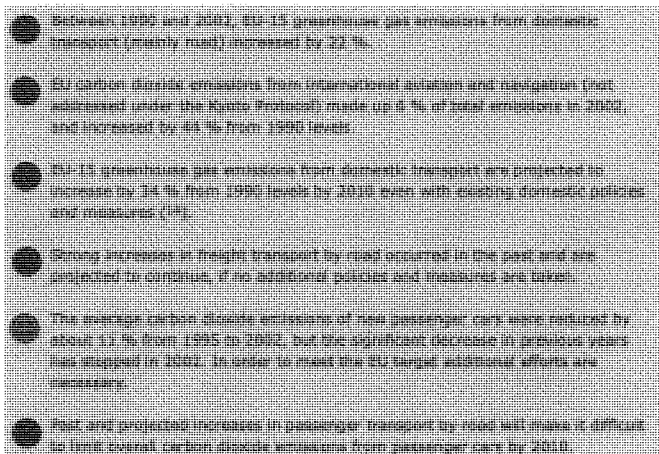 Between 1990 and 2002, EU-15 greenhouse gas emissions from domestic
transport (mainly road) increased by 22 %.
EU carbon dioxide emissions from international aviation and navigation (not
addressed under the Kyoto Protocol) made up 6 % of total emissions in 2002,
and increased by 44 % from 1990 levels.
EU-15 greenhouse gas emissions from domestic transport are projected to
increase by 34 % from 1990 levels by 2010 even with existing domestic policies
and measures
Strong increases in freight transport by road occurred in the past and are
projected to continue, if no additional policies and measures are taken.
The average carbon dioxide emissions of new passenger cars were reduced by
about 11 % from 1995 to 2002, but the significant decrease in previous years
has stopped in 2002. In order to meet the EU target additional efforts are
necessary.
Past and projected increases in passenger transport by road will make it difficult
to limit overall carbon dioxide emissions from passenger cars by 2010.